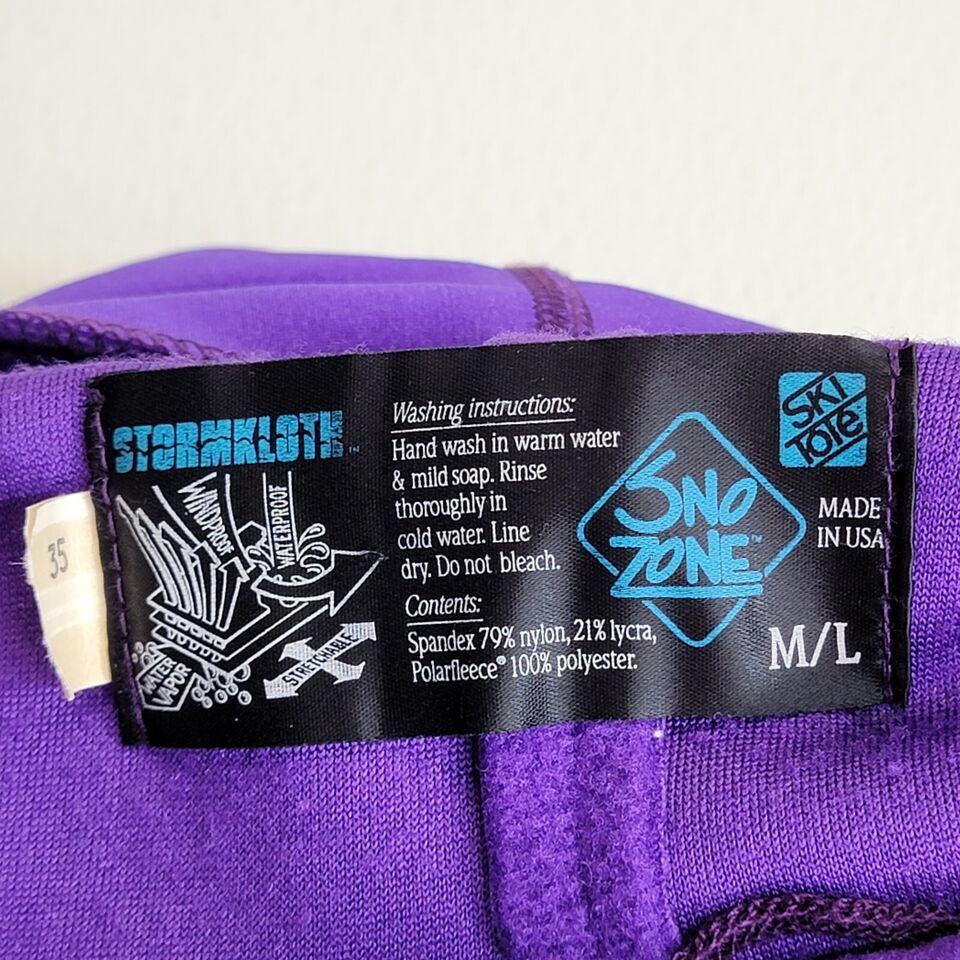 STORMKLOTH™
WINDPROOF
WATERPROOF
WATER
VAPOR
STRETCHABLE
35
Washing instructions:
Hand wash in warm water
& mild soap. Rinse
thoroughly in
cold water. Line
dry. Do not bleach.
Contents:
Spandex 79% nylon, 21% lycra,
Polarfleece® 100% polyester.
SNO
ZONE™
SKI
TOTE
MADE
IN USA
M/L